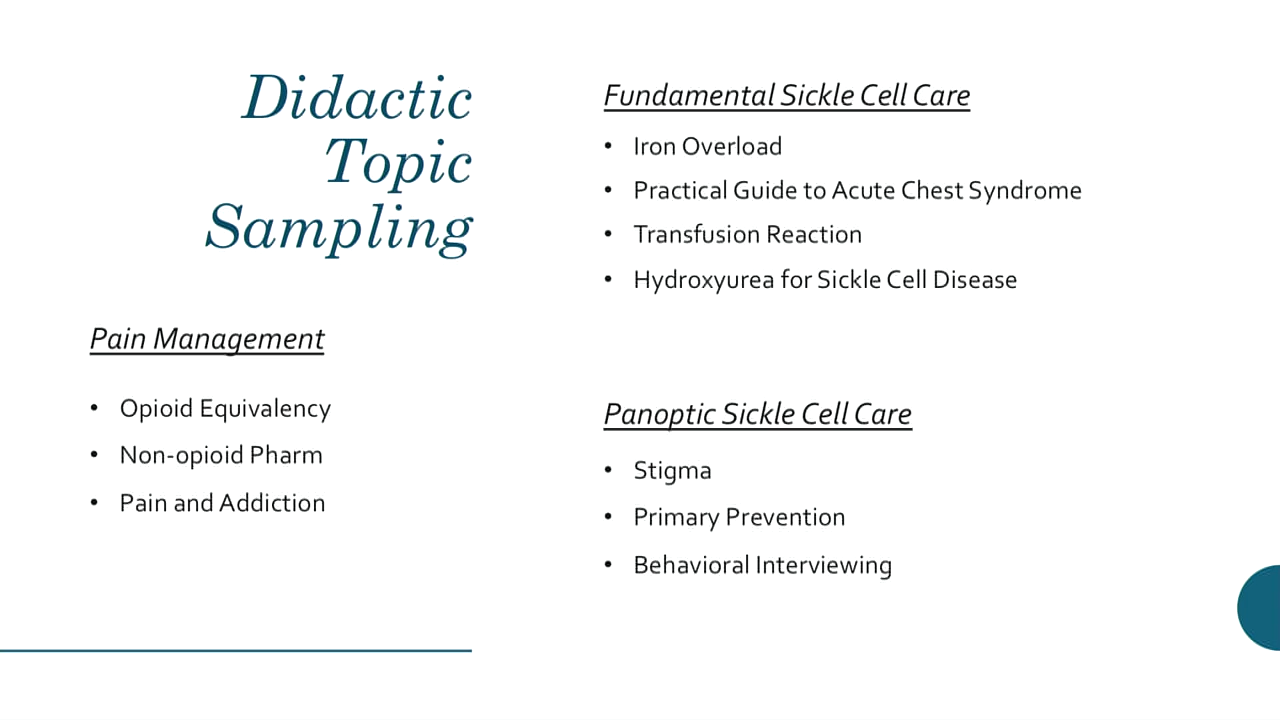 Didactic
Topic
Sampling
Pain Management
• Opioid Equivalency
• Non-opioid Pharm
• Pain and Addiction
Fundamental Sickle Cell Care
• Iron Overload
• Practical Guide to Acute Chest Syndrome
• Transfusion Reaction
• Hydroxyurea for Sickle Cell Disease
Panoptic Sickle Cell Care
• Stigma
• Primary Prevention
• Behavioral Interviewing